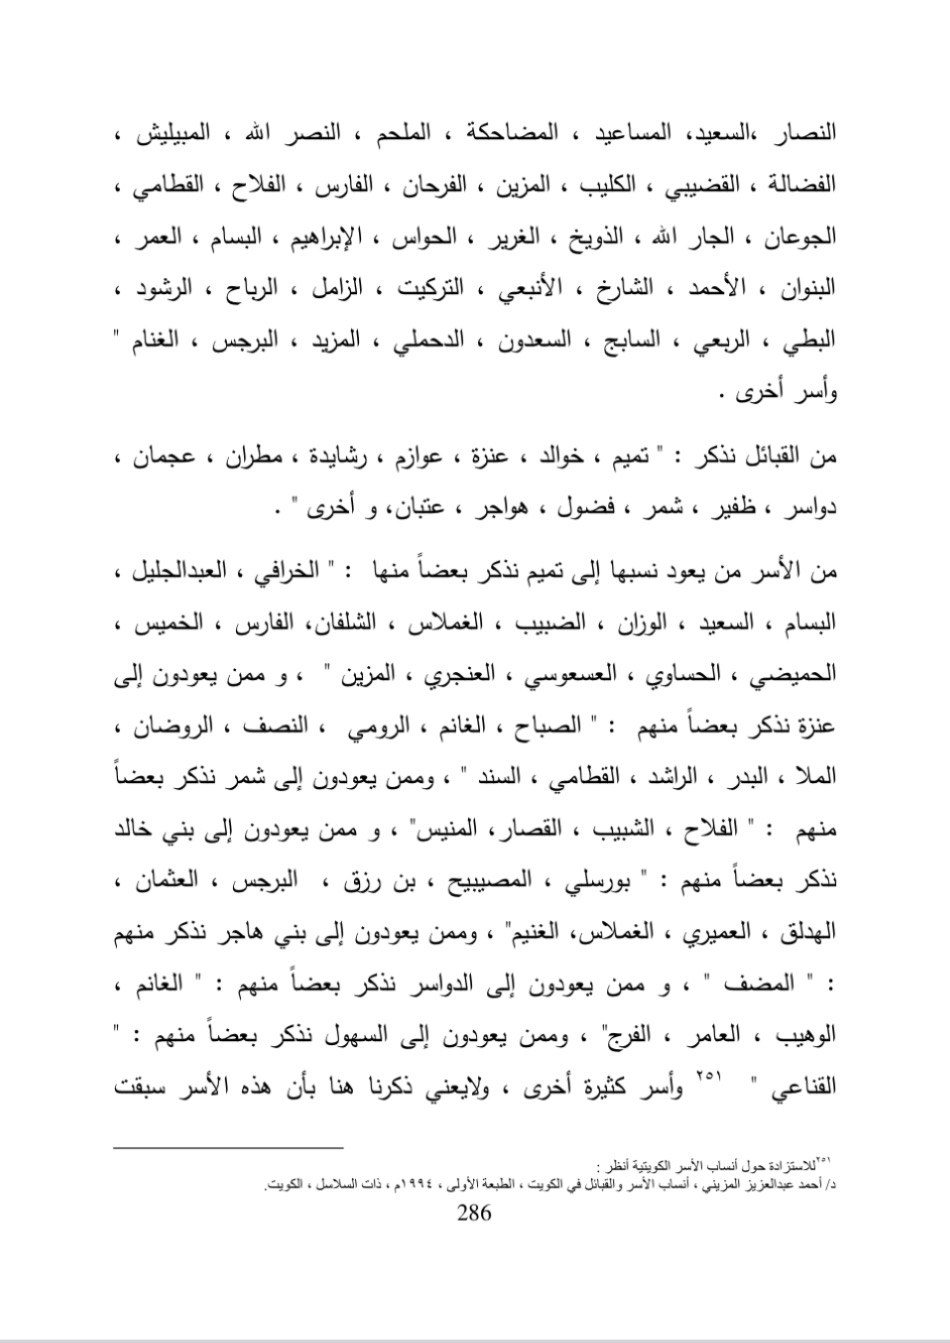 النصار ،السعيد، المساعيد ، المضاحكة ، الملحم ، النصر الله ، المبيليش ،
الفضالة ، القضيبي ، الكليب ، المزين ، الفرحان ، الفارس ، الفلاح ، القطامي ،
الجوعان ، الجار الله ، الذويخ ، الغرير ، الحواس ، الإبراهيم ، البسام ، العمر ،
البنوان ، الأحمد ، الشارخ ، الأنبعي ، التركيت ، الزامل ، الرباح ، الرشود ،
البطي ، الربعي ، السابج ، السعدون ، الدحملي ، المزيد ، البرجس ، الغنام "
وأسر أخرى .
من القبائل نذكر : " تميم ، خوالد ، عنزة ، عوازم ، رشايدة ، مطران ، عجمان ،
دواسر ، ظفير ، شمر ، فضول ، هواجر ، عتبان، و أخرى " .
من الأسر من يعود نسبها إلى تميم نذكر بعضاً منها : " الخرافي ، العبدالجليل ،
البسام ، السعيد ، الوزان ، الضبيب ، الغملاس ، الشلفان، الفارس ، الخميس ،
الحميضي ، الحساوي ، العسعوسي ، العنجري ، المزين " ، و ممن يعودون إلى
عنزة نذكر بعضاً منهم : " الصباح ، الغانم ، الرومي ، النصف ، الروضان ،
الملا ، البدر ، الراشد ، القطامي ، السند " ، وممن يعودون إلى شمر نذكر بعضاً
منهم : " الفلاح ، الشبيب ، القصار، المنيس" ، و ممن يعودون إلى بني خالد
نذكر بعضاً منهم : " بورسلي ، المصيبيح ، بن رزق ، البرجس ، العثمان ،
الهدلق ، العميري ، الغملاس، الغنيم" ، وممن يعودون إلى بني هاجر نذكر منهم
: " المضف " ، و ممن يعودون إلى الدواسر نذكر بعضاً منهم : " الغانم ،
الوهيب ، العامر ، الفرج" ، وممن يعودون إلى السهول نذكر بعضاً منهم : "
القناعي " ٢٥١ وأسر كثيرة أخرى ، ولايعني ذكرنا هنا بأن هذه الأسر سبقت
٢٥١للاستزادة حول أنساب الأسر الكويتية أنظر :
د/ أحمد عبدالعزيز المزيني ، أنساب الأسر والقبائل في الكويت ، الطبعة الأولى ، ١٩٩٤م ، ذات السلاسل ، الكويت.
286